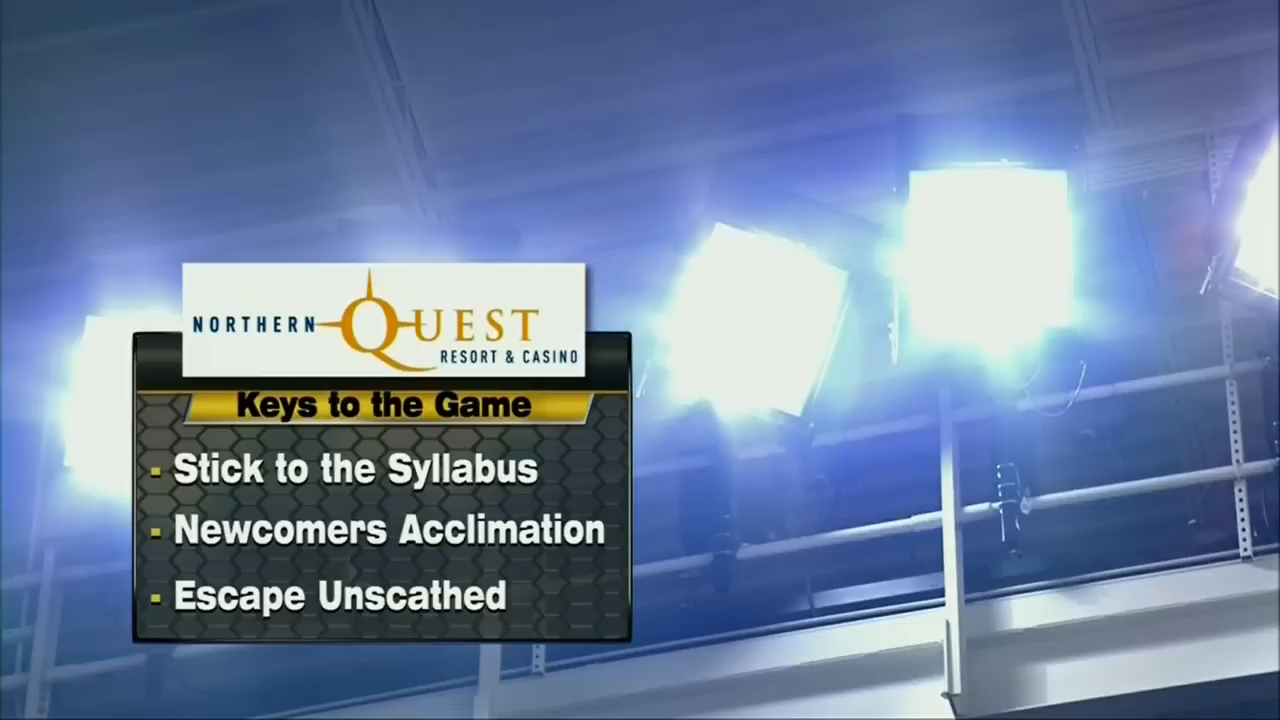 NORTHERN QUEST
RESORT & CASINO
Keys to the Game
Stick to the Syllabus
Newcomers Acclimation
Escape Unscathed